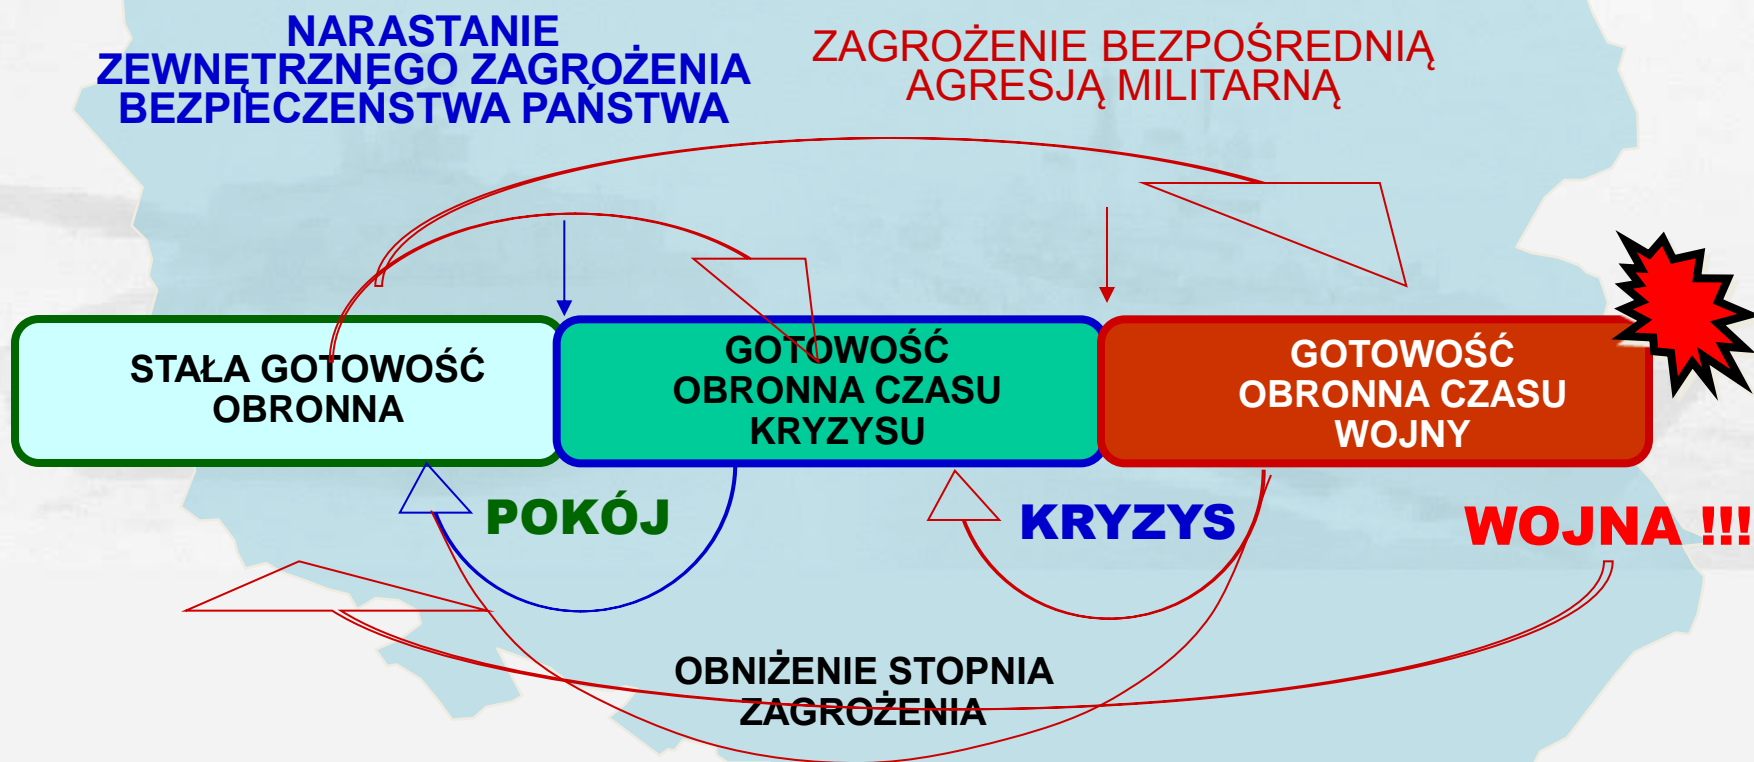 NARASTANIE
ZEWNĘTRZNEGO ZAGROŻENIA
BEZPIECZEŃSTWA PAŃSTWA
ZAGROŻENIE BEZPOŚREDNIĄ
AGRESJĄ MILITARNĄ
STAŁA GOTOWOŚĆ
OBRONNA
GOTOWOŚĆ
OBRONNA CZASU
KRYZYSU
GOTOWOŚĆ
OBRONNA CZASU
WOJNY
POKÓJ
KRYZYS
WOJNA !!!
OBNIŻENIE STOPNIA
ZAGROŻENIA